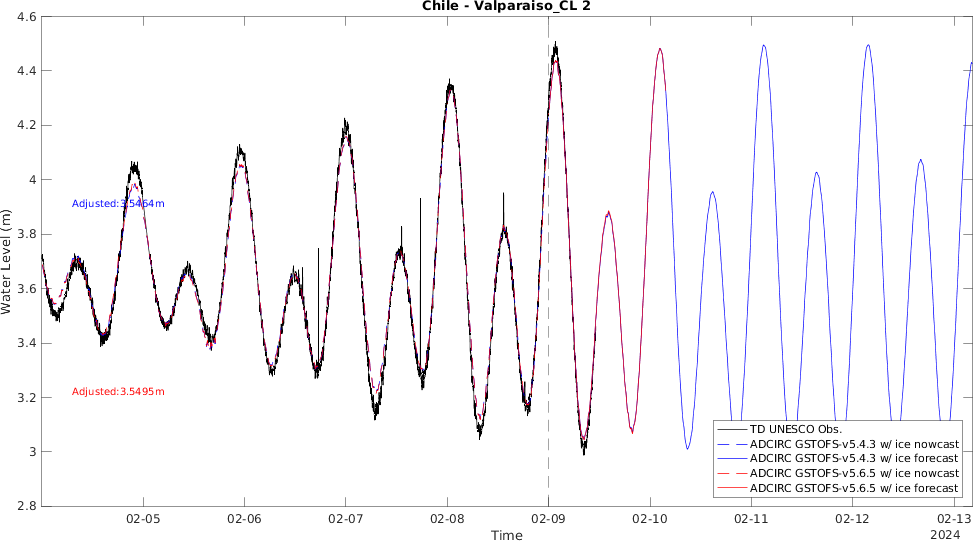 Chile - Valparaiso_CL 2
4.6
4.4
4.2
4
3.8
3.6
3.4
3.2
3
2.8
Water Level (m)
Adjusted:3.5464m
Adjusted:3.5495m
TD UNESCO Obs.
ADCIRC GSTOFS-v5.4.3 w/ ice nowcast
ADCIRC GSTOFS-v5.4.3 w/ ice forecast
ADCIRC GSTOFS-v5.6.5 w/ ice nowcast
ADCIRC GSTOFS-v5.6.5 w/ ice forecast
02-05 02-06 02-07 02-08 02-09 02-10 02-11 02-12 02-13
Time
2024